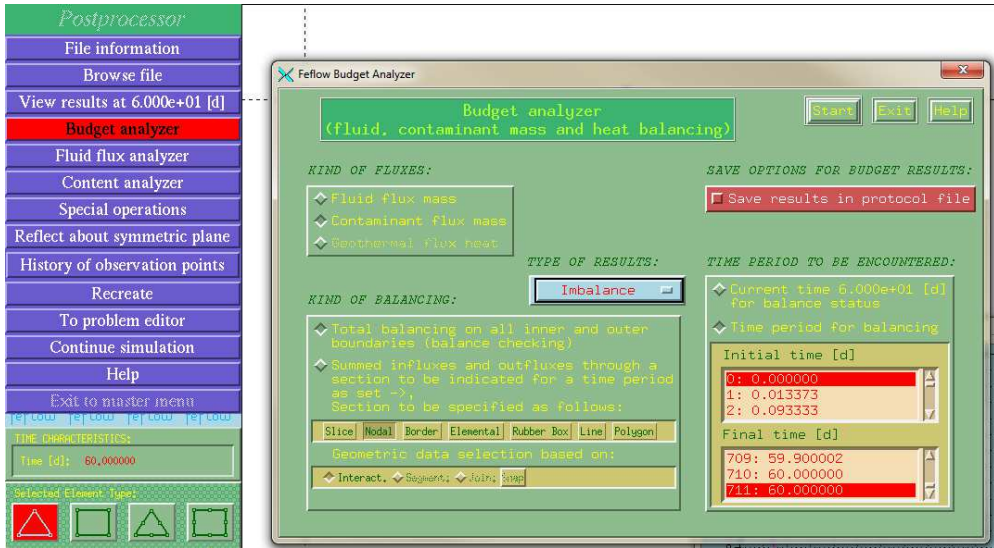 Postprocessor
File information
Browse file
View results at 6.000e+01 [d]
Budget analyzer
Fluid flux analyzer
Content analyzer
Special operations
Reflect about symmetric plane
History of observation points
Recreate
To problem editor
Continue simulation
Help
Exit to master menu
TIME CHARACTERISTICS:
Time [d]: 60.000000
Selected Element Type:
Feflow Budget Analyzer
Budget analyzer
(fluid, contaminant mass and heat balancing)
Start Exit Help
KIND OF FLUXES:
Fluid flux mass
Contaminant flux mass
Geothermal flux heat
SAVE OPTIONS FOR BUDGET RESULTS:
Save results in protocol file
TYPE OF RESULTS:
Imbalance
KIND OF BALANCING:
Total balancing on all inner and outer
boundaries (balance checking)
Summed influxes and outfluxes through a
section to be indicated for a time period
as set ->,
Section to be specified as follows:
Slice Nodal Border Elemental Rubber Box Line Polygon
Geometric data selection based on:
Interact. Segment; Join; Snap
TIME PERIOD TO BE ENCOUNTERED:
Current time 6.000e+01 [d]
for balance status
Time period for balancing
Initial time [d]
0: 0.000000
1: 0.013373
2: 0.093333
Final time [d]
709: 59.900002
710: 60.000000
711: 60.000000